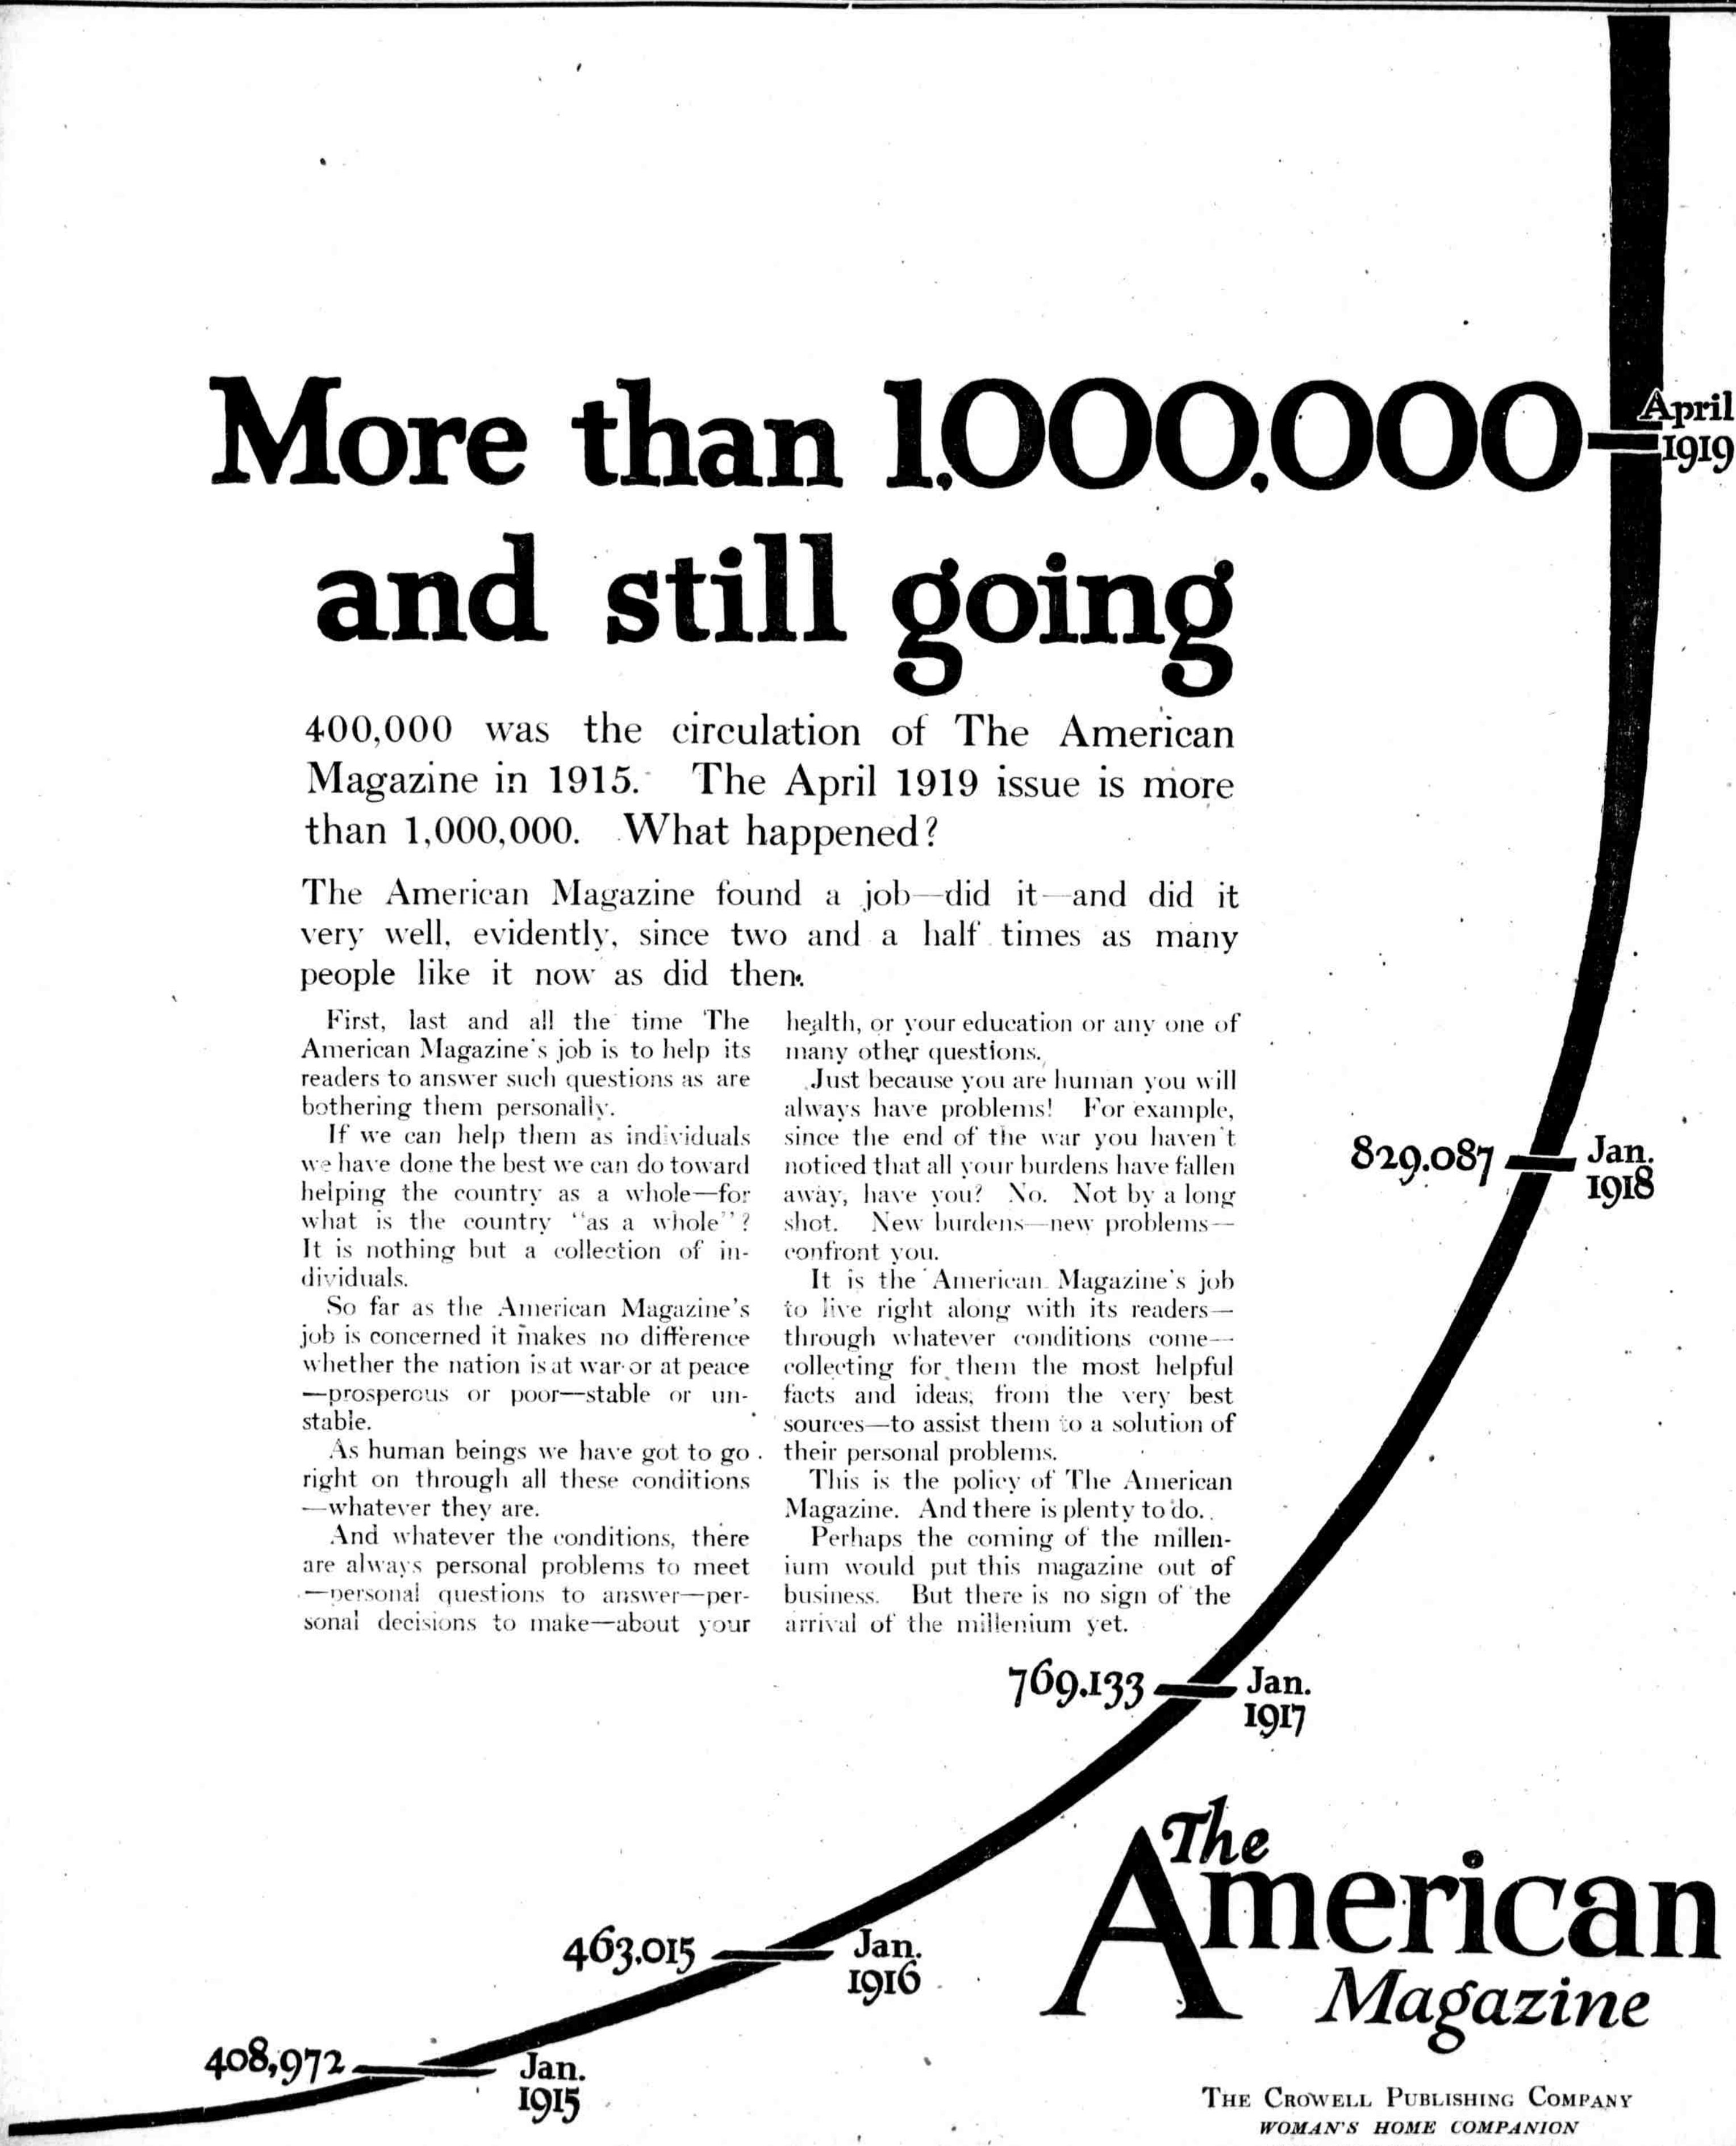 More than 1,000,000
April
1919
and still going
400,000 was the circulation of The American
Magazine in 1915. The April 1919 issue is more
than 1,000,000. What happened?
The American Magazine found a job—did it—and did it
very well, evidently, since two and a half times as many
people like it now as did then.
First, last and all the time The
American Magazine's job is to help its
readers to answer such questions as are
bothering them personally.
If we can help them as individuals
we have done the best we can do toward
helping the country as a whole—for
what is the country "as a whole"?
It is nothing but a collection of in-
dividuals.
So far as the American Magazine's
job is concerned it makes no difference
whether the nation is at war or at peace
—prosperous or poor—stable or un-
stable.
As human beings we have got to go
right on through all these conditions
—whatever they are.
And whatever the conditions, there
are always personal problems to meet
—personal questions to answer—per-
sonal decisions to make—about your
health, or your education or any one of
many other questions.
Just because you are human you will
always have problems! For example,
since the end of the war you haven't
noticed that all your burdens have fallen
away, have you? No. Not by a long
shot. New burdens—new problems—
confront you.
It is the American Magazine's job
to live right along with its readers—
through whatever conditions come—
collecting for them the most helpful
facts and ideas, from the very best
sources—to assist them to a solution of
their personal problems.
This is the policy of The American
Magazine. And there is plenty to do.
Perhaps the coming of the millen-
ium would put this magazine out of
business. But there is no sign of the
arrival of the millenium yet.
829.087
Jan.
1918
769.133
Jan.
1917
463.015
Jan.
1916
408,972
Jan.
1915
The
American
Magazine
THE CROWELL PUBLISHING COMPANY
WOMAN'S HOME COMPANION